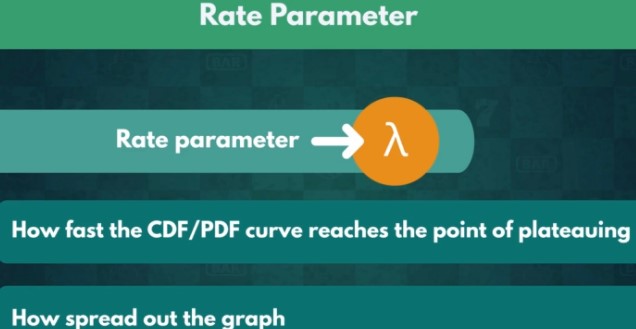 Rate Parameter
Rate parameter → λ
How fast the CDF/PDF curve reaches the point of plateauing
How spread out the graph